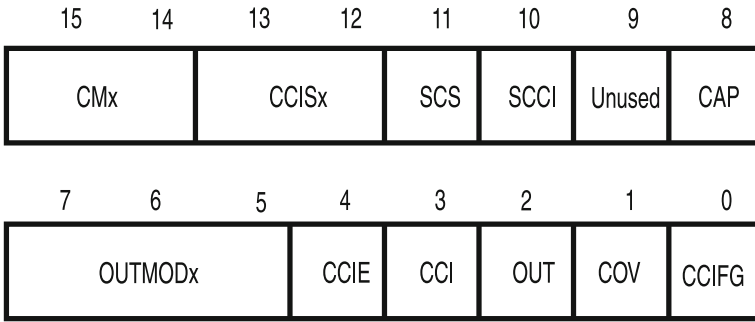 15 14 13 12 11 10 9 8
CMx CCISx SCS SCCI Unused CAP
7 6 5 4 3 2 1 0
OUTMODx CCIE CCI OUT COV CCIFG